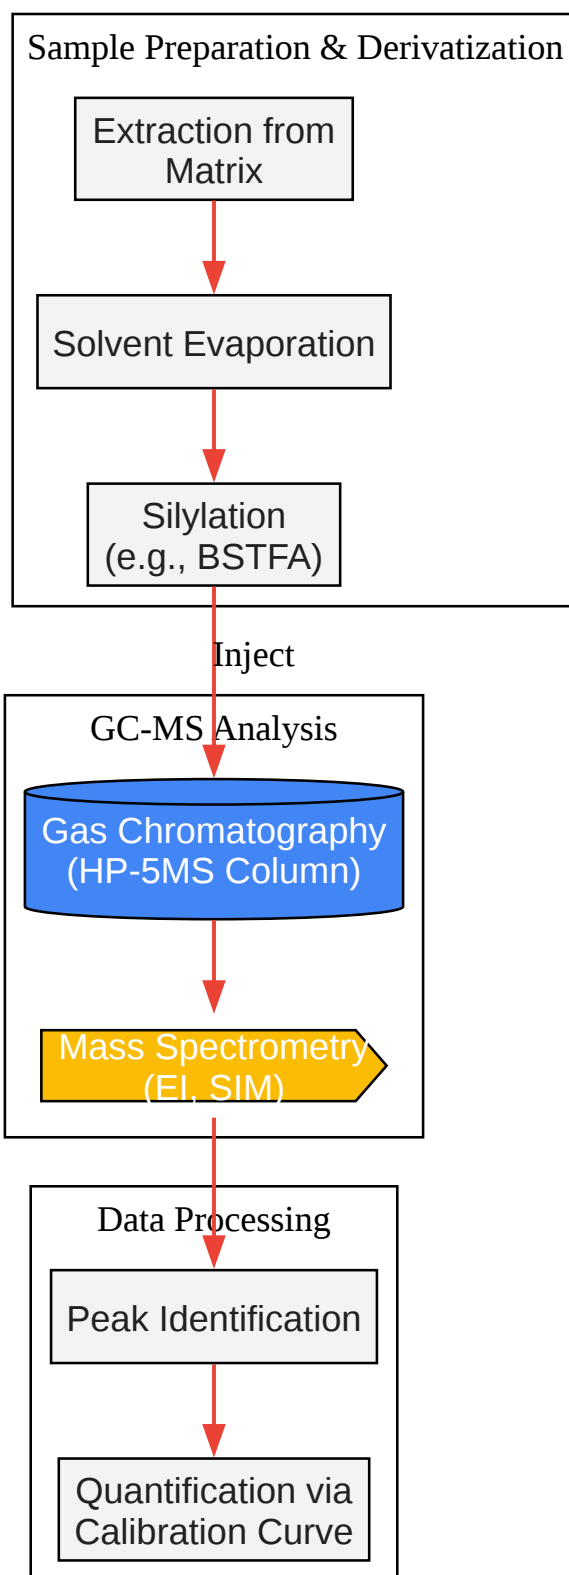 Sample Preparation & Derivatization
Extraction from
Matrix
Solvent Evaporation
Silylation
(e.g., BSTFA)
Inject
GC-MS Analysis
Gas Chromatography
(HP-5MS Column)
Mass Spectrometry
(EI, SIM)
Data Processing
Peak Identification
Quantification via
Calibration Curve